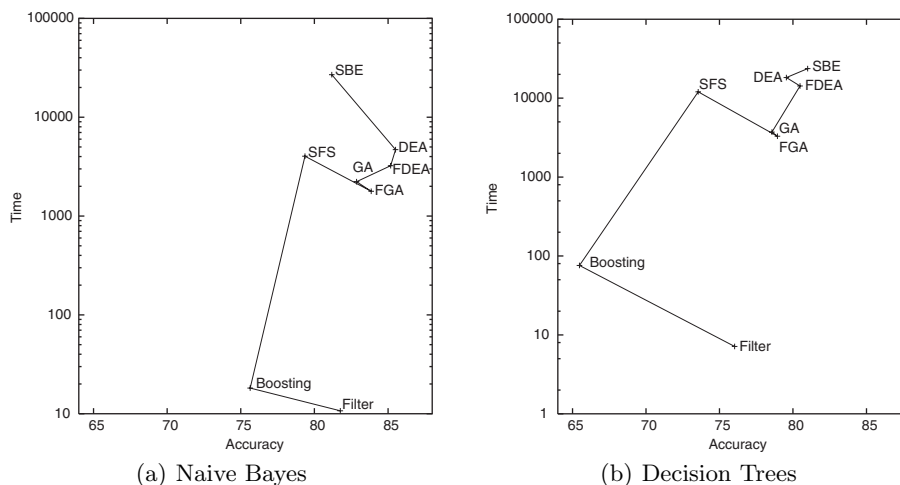 100000
10000
1000
100
10
Time
SBE
DEA
SFS
GA
FDEA
FGA
Boosting
Filter
65
70
75
80
85
Accuracy
(a) Naive Bayes
100000
10000
1000
100
10
1
Time
SBE
DEA
FDEA
SFS
GA
FGA
Boosting
Filter
65
70
75
80
85
Accuracy
(b) Decision Trees